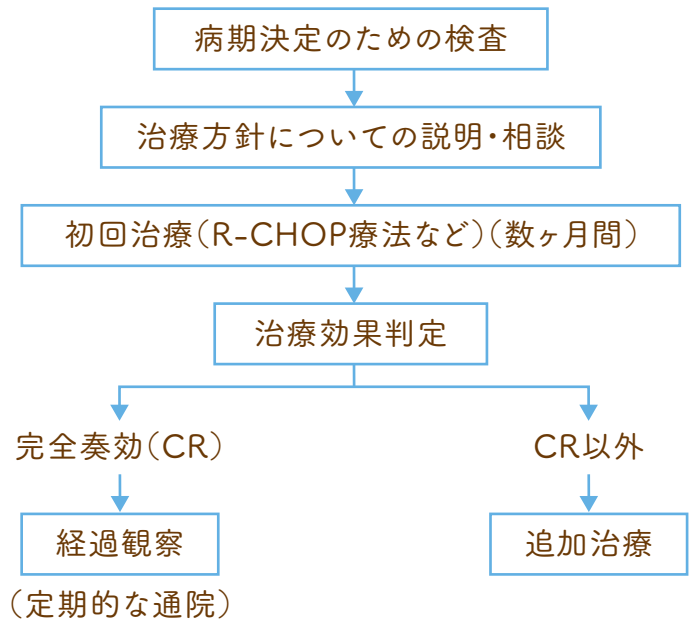 病期決定のための検査
治療方針についての説明・相談
初回治療（R-CHOP療法など）（数ヶ月間）
治療効果判定
完全奏効（CR）
CR以外
経過観察
追加治療
（定期的な通院）